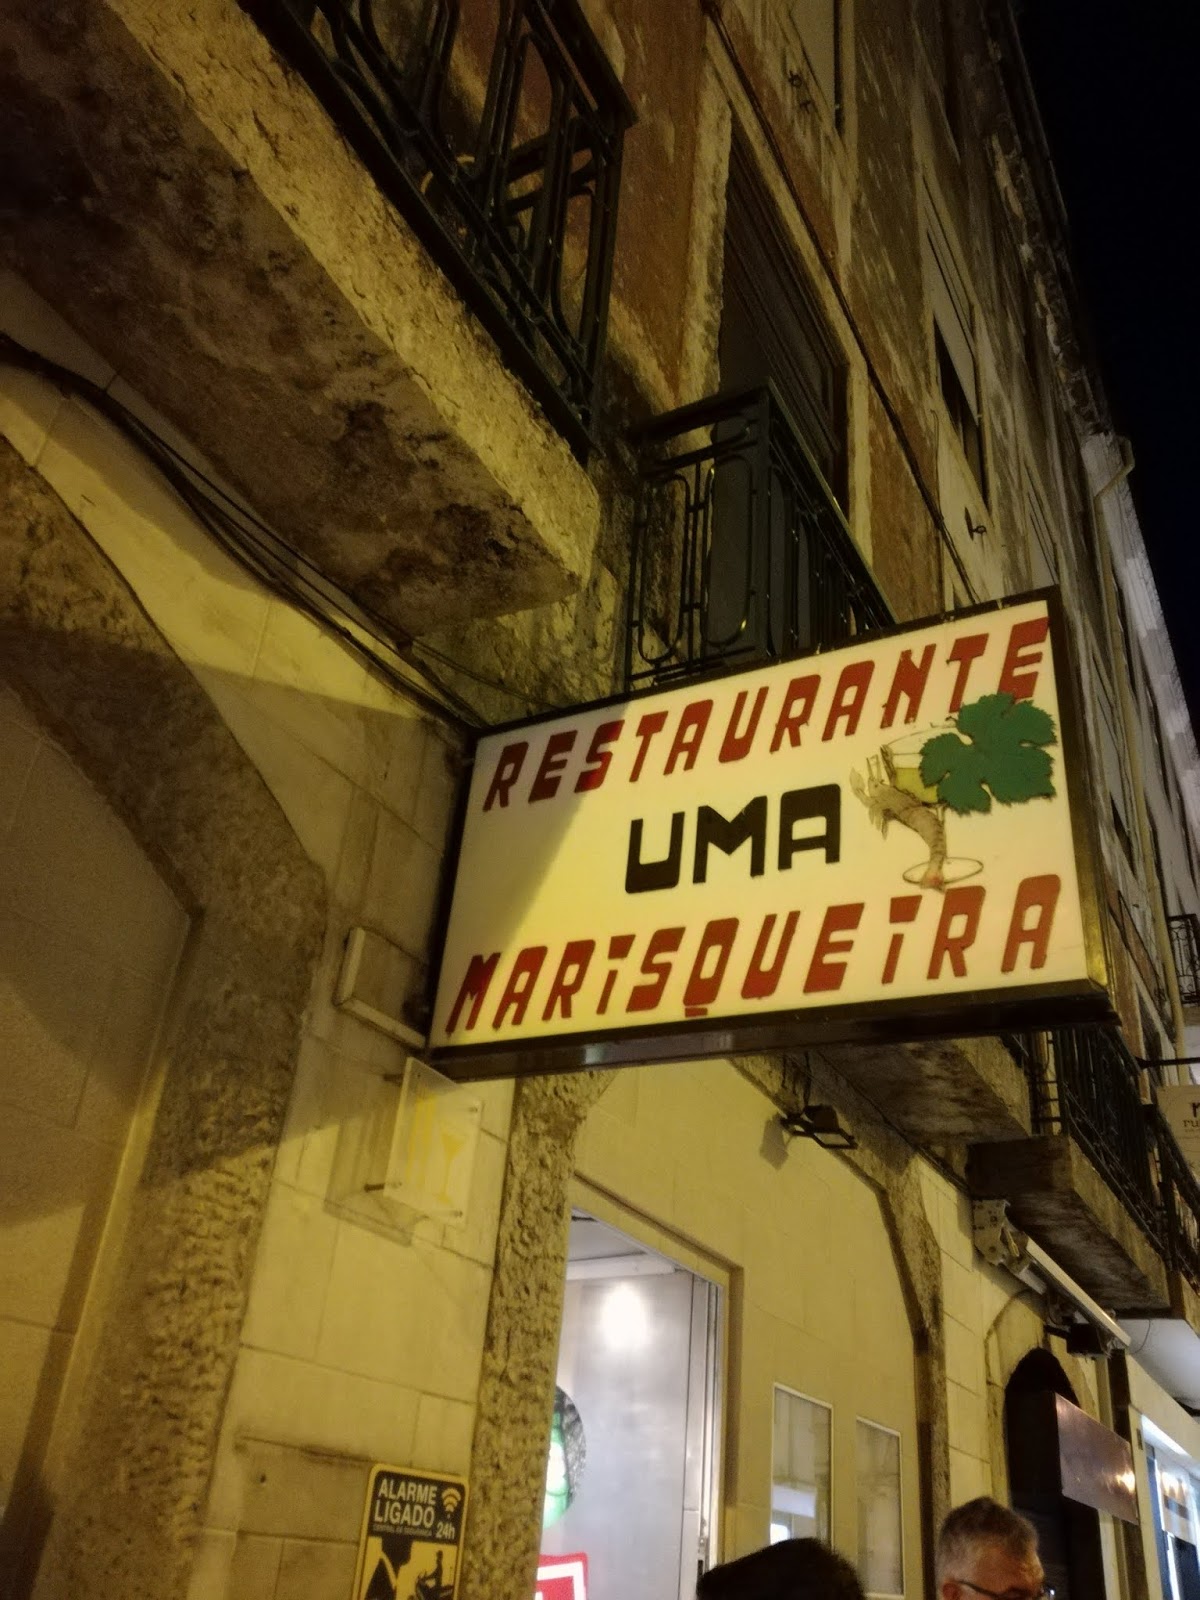 RESTAURANTE
UMA
MARISQUEIRA
ALARME
LIGADO
24h